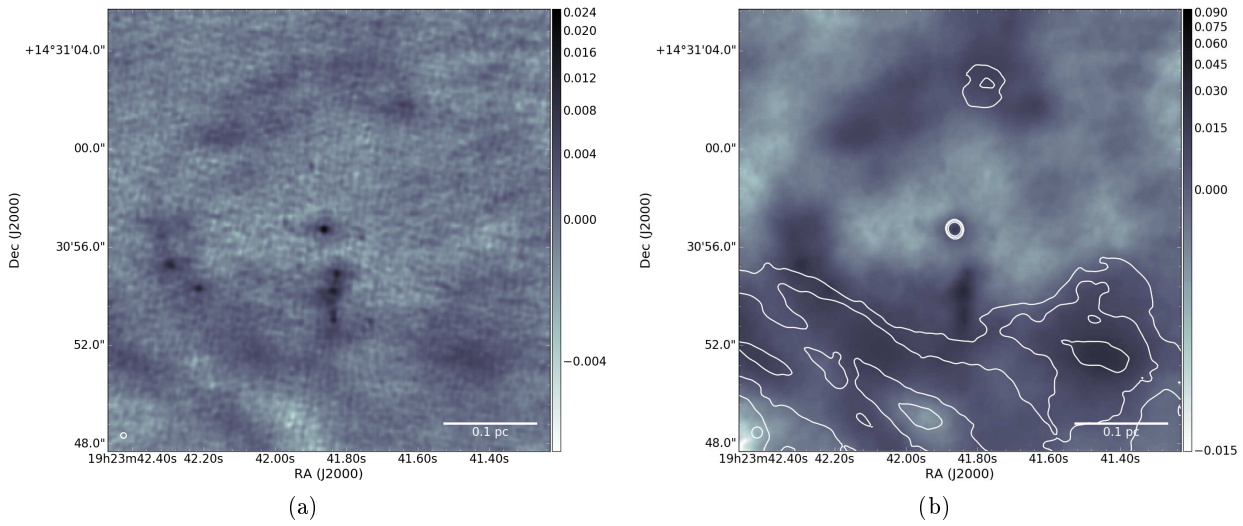 0.024
0.020
0.016
0.012
0.008
0.004
0.000
−0.004
+14°31'04.0"
00.0"
30'56.0"
52.0"
48.0"
Dec (J2000)
0.1 pc
19h23m42.40s 42.20s 42.00s 41.80s 41.60s 41.40s
RA (J2000)
(a)
0.090
0.075
0.060
0.045
0.030
0.015
0.000
−0.015
+14°31'04.0"
00.0"
30'56.0"
52.0"
48.0"
Dec (J2000)
0.1 pc
19h23m42.40s 42.20s 42.00s 41.80s 41.60s 41.40s
RA (J2000)
(b)